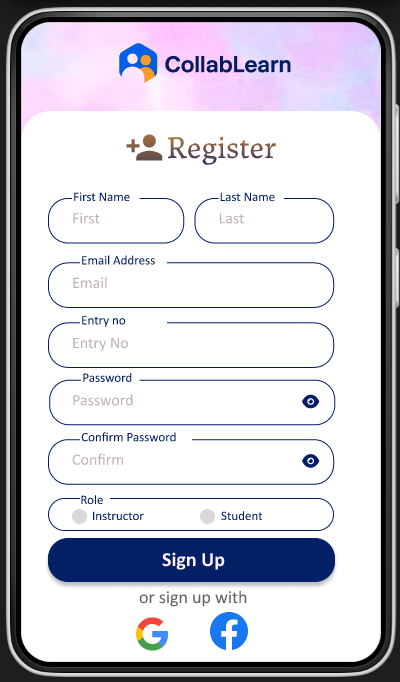 CollabLearn
Register
First Name Last Name
First Last
Email Address
Email
Entry no
Entry No
Password
Password
Confirm Password
Confirm
Role
Instructor Student
Sign Up
or sign up with